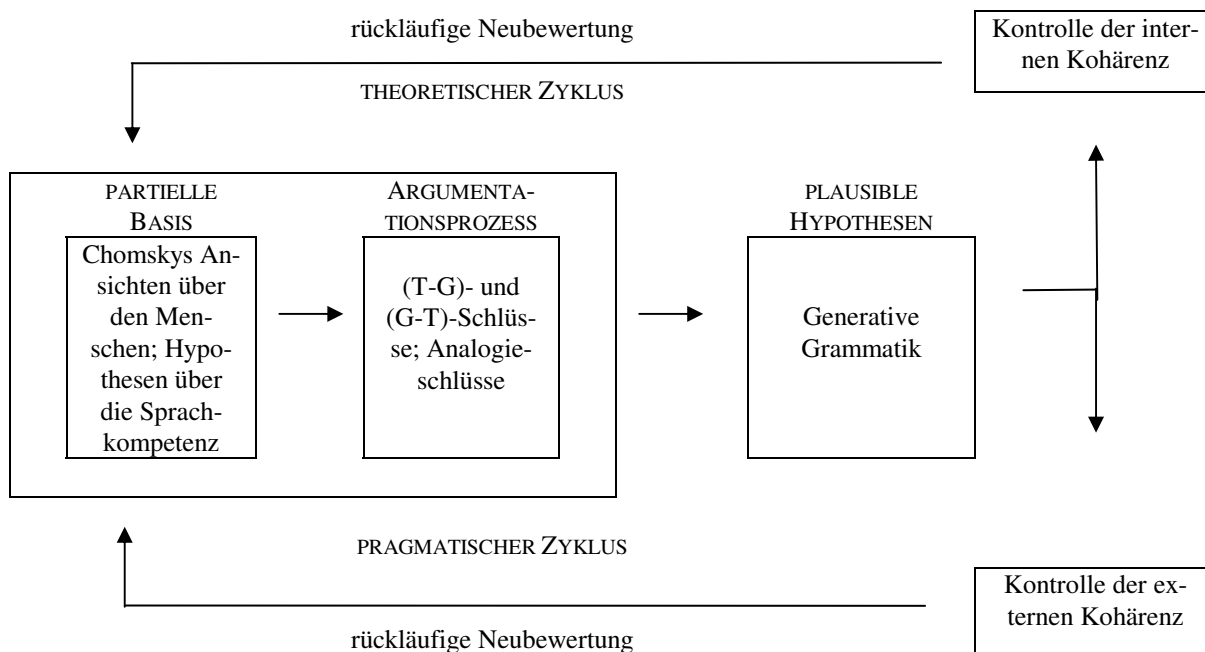 rückläufige Neubewertung
Kontrolle der inter-
nen Kohärenz
THEORETISCHER ZYKLUS
PARTIELLE
BASIS
Chomskys An-
sichten über
den Men-
schen; Hypo-
thesen über
die Sprach-
kompetenz
ARGUMENTA-
TIONSPROZESS
(T-G)- und
(G-T)-Schlüs-
se; Analogie-
schlüsse
PLAUSIBLE
HYPOTHESEN
Generative
Grammatik
PRAGMATISCHER ZYKLUS
Kontrolle der ex-
ternen Kohärenz
rückläufige Neubewertung